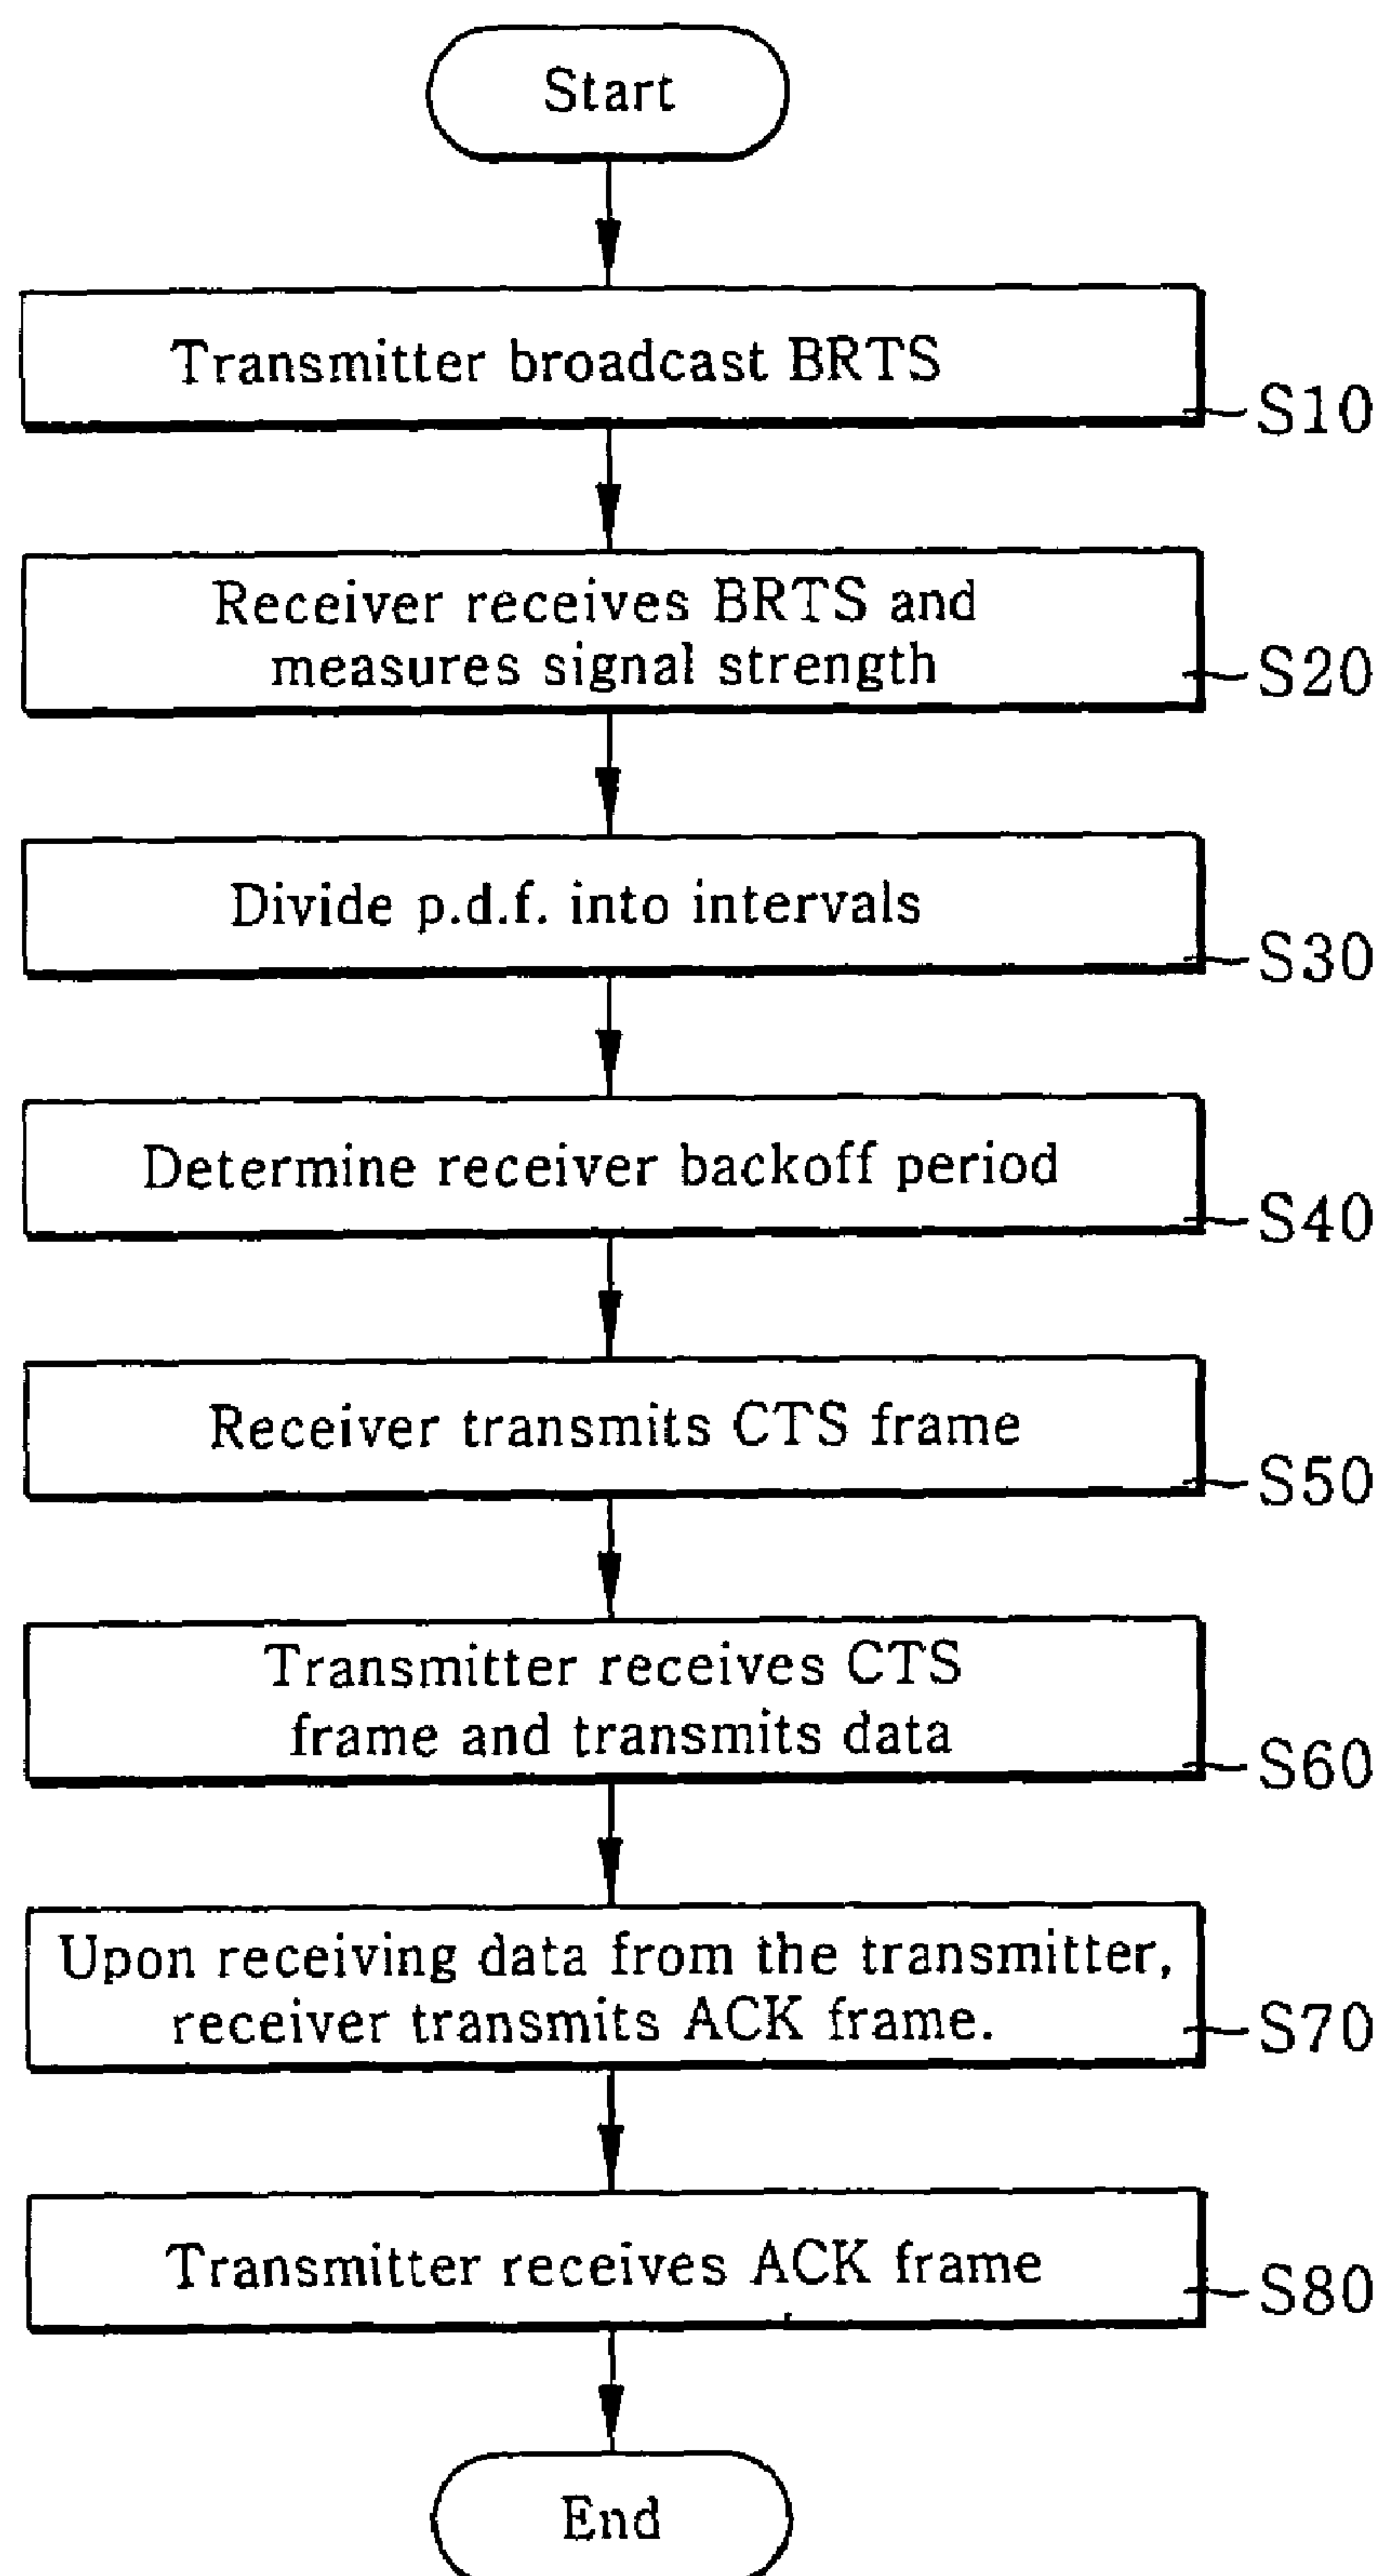 Start
Transmitter broadcast BRTS
S10
Receiver receives BRTS and
measures signal strength
S20
Divide p.d.f. into intervals
S30
Determine receiver backoff period
S40
Receiver transmits CTS frame
S50
Transmitter receives CTS
frame and transmits data
S60
Upon receiving data from the transmitter,
receiver transmits ACK frame.
S70
Transmitter receives ACK frame
S80
End